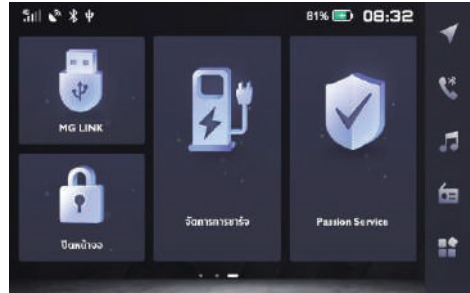 81% 08:32
MG LINK
ปิดหน้าจอ
จัดการการชาร์จ
Passion Service